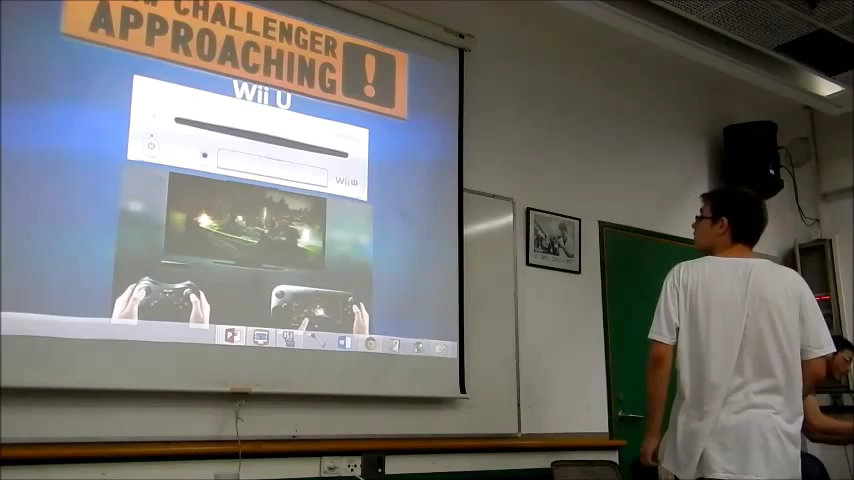 CHALLENGER
APPROACHING!
Wii U
Wii U
P
W